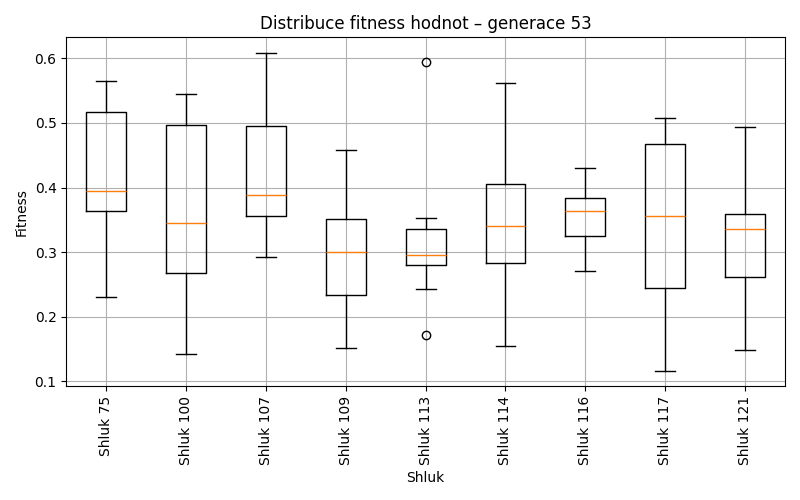 Distribuce fitness hodnot – generace 53
Fitness
0.6
0.5
0.4
0.3
0.2
0.1
Shluk 75
Shluk 100
Shluk 107
Shluk 109
Shluk 113
Shluk 114
Shluk 116
Shluk 117
Shluk 121
Shluk